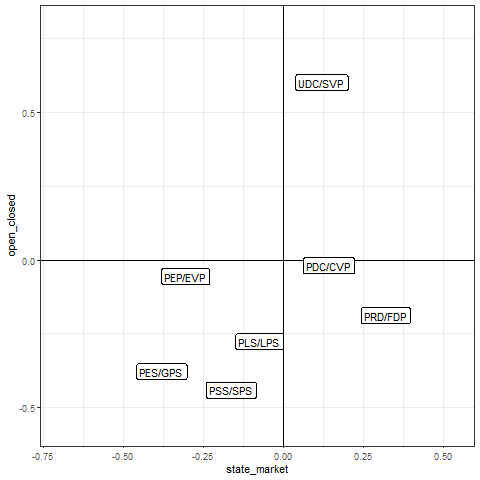 UDC/SVP
0.5
open_closed
0.0
PDC/CVP
PEP/EVP
PRD/FDP
PLS/LPS
PES/GPS
PSS/SPS
-0.5
-0.75 -0.50 -0.25 0.00 0.25 0.50
state_market